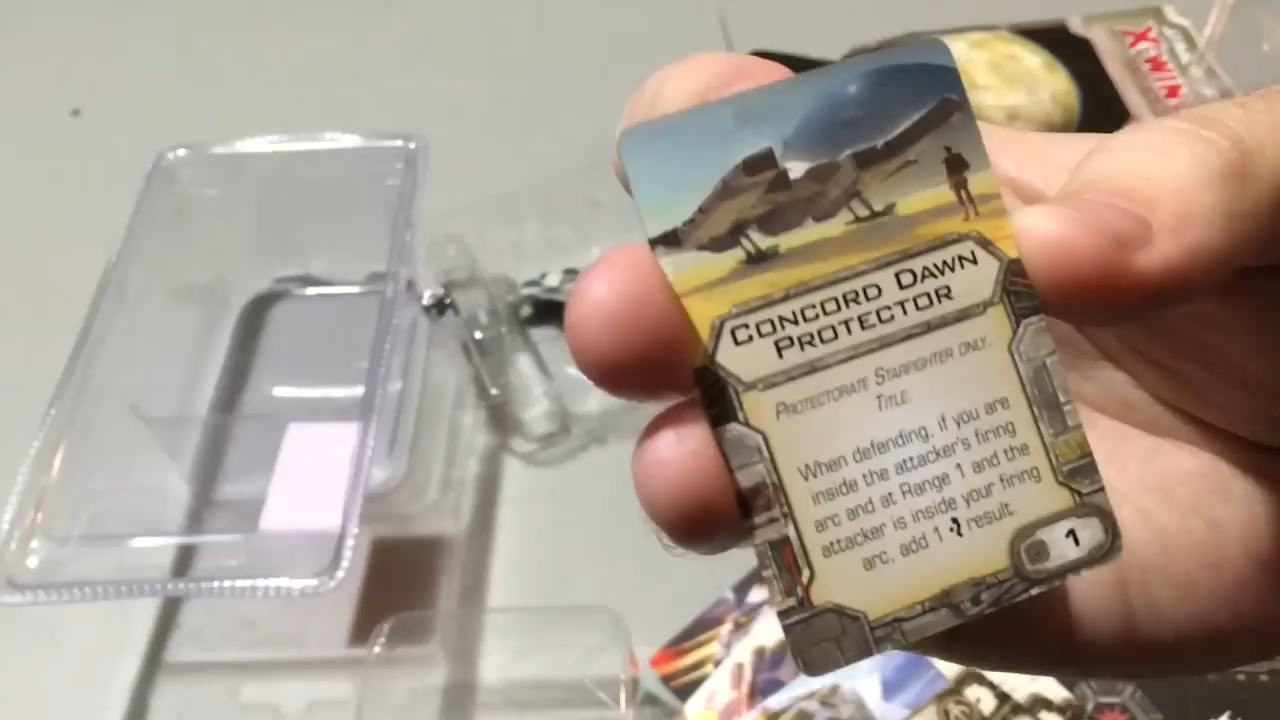 X-WIN
CONCORD DAWN
PROTECTOR
PROTECTORATE STARFIGHTER ONLY.
TITLE.
When defending, if you are
inside the attacker's firing
arc and at Range 1 and the
attacker is inside your firing
arc, add 1 result.
1